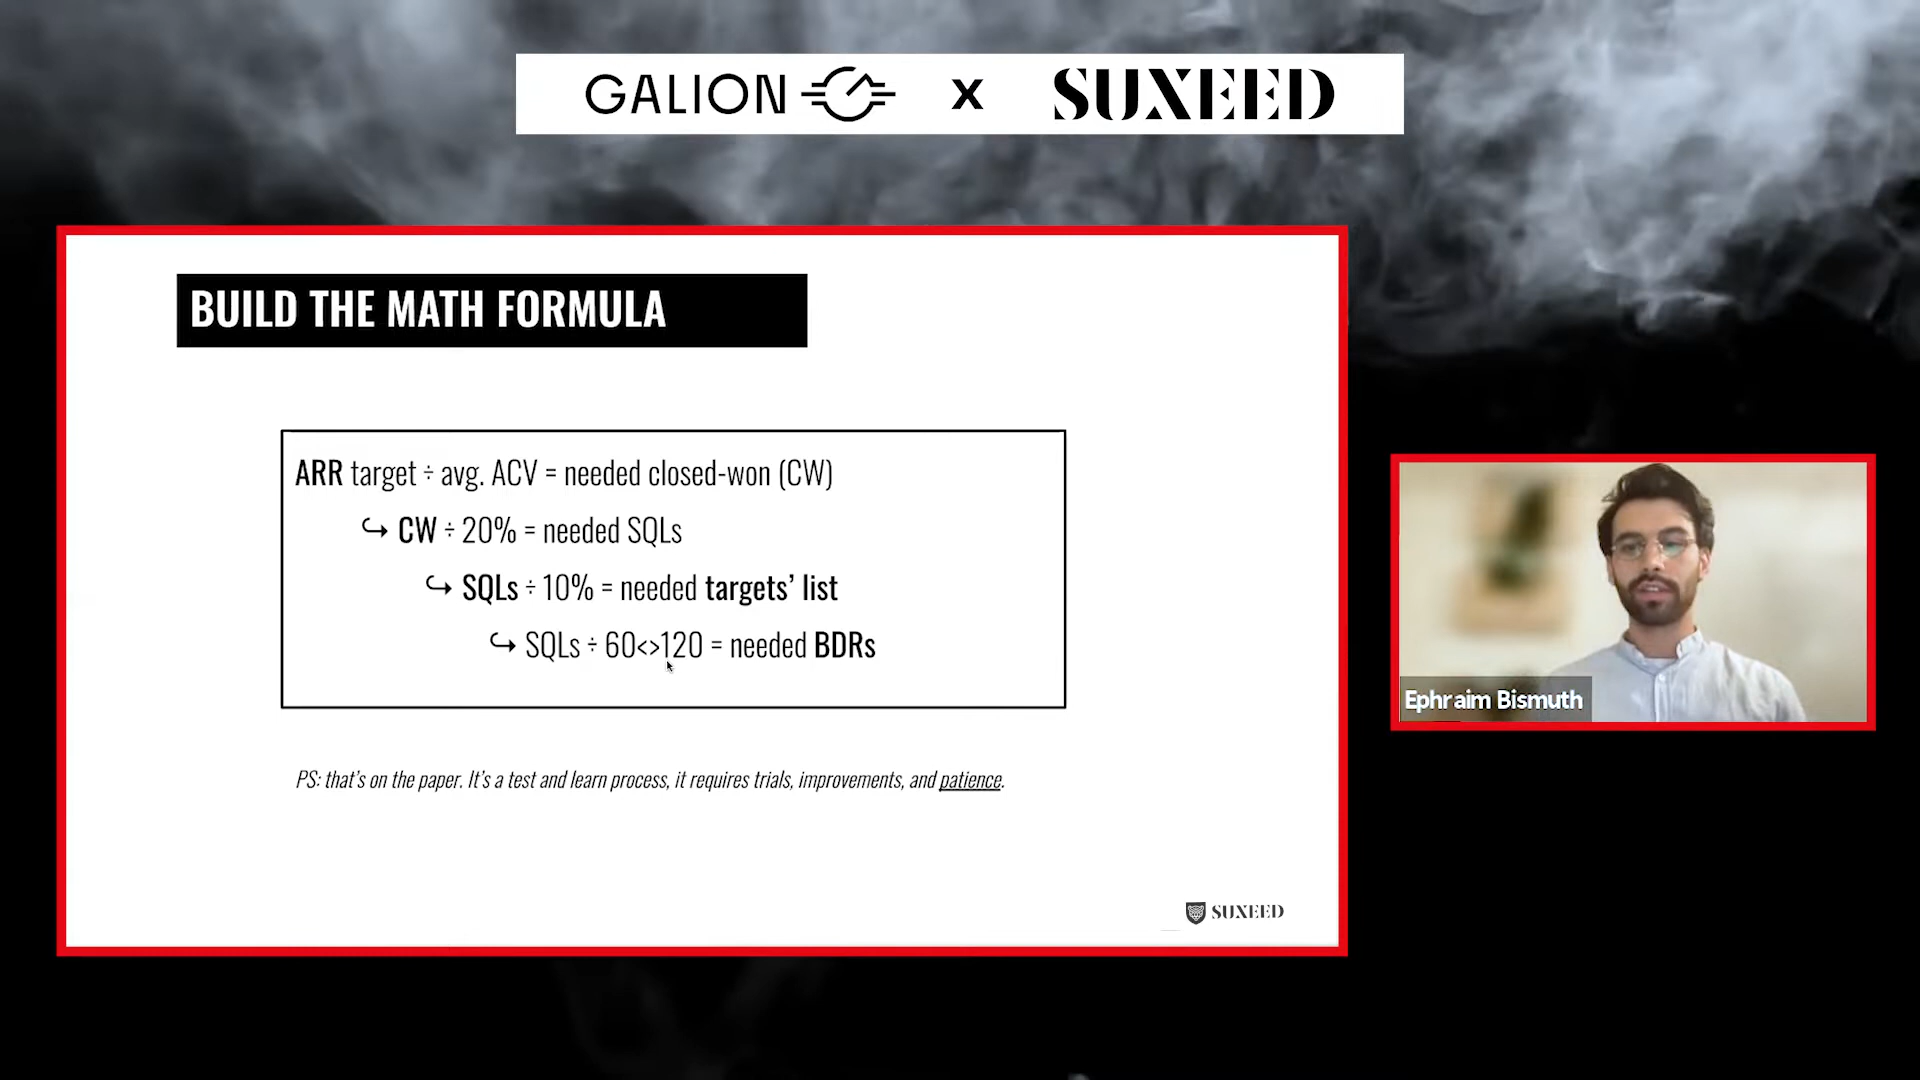 GALION x SUXEED
BUILD THE MATH FORMULA
ARR target ÷ avg. ACV = needed closed-won (CW)
↪ CW ÷ 20% = needed SQLs
↪ SQLs ÷ 10% = needed targets’ list
↪ SQLs ÷ 60<>120 = needed BDRs
PS: that’s on the paper. It’s a test and learn process, it requires trials, improvements, and patience.
SUXEED
Ephraim Bismuth